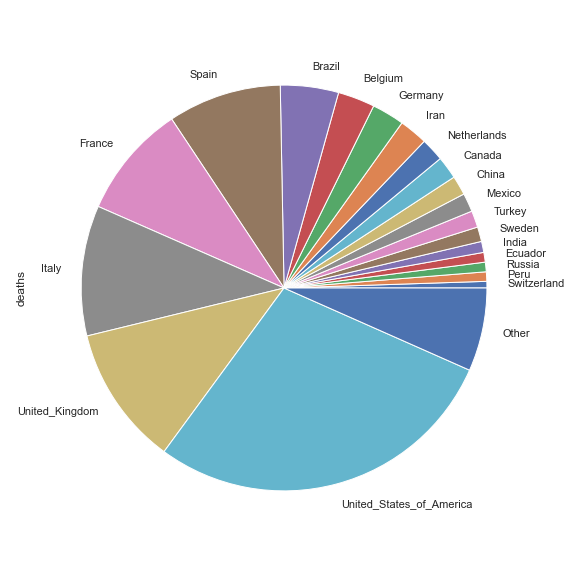 Brazil
Spain
Belgium
Germany
Iran
Netherlands
France
Canada
China
Mexico
Turkey
Sweden
India
Ecuador
Russia
Italy
Peru
Switzerland
deaths
Other
United_Kingdom
United_States_of_America